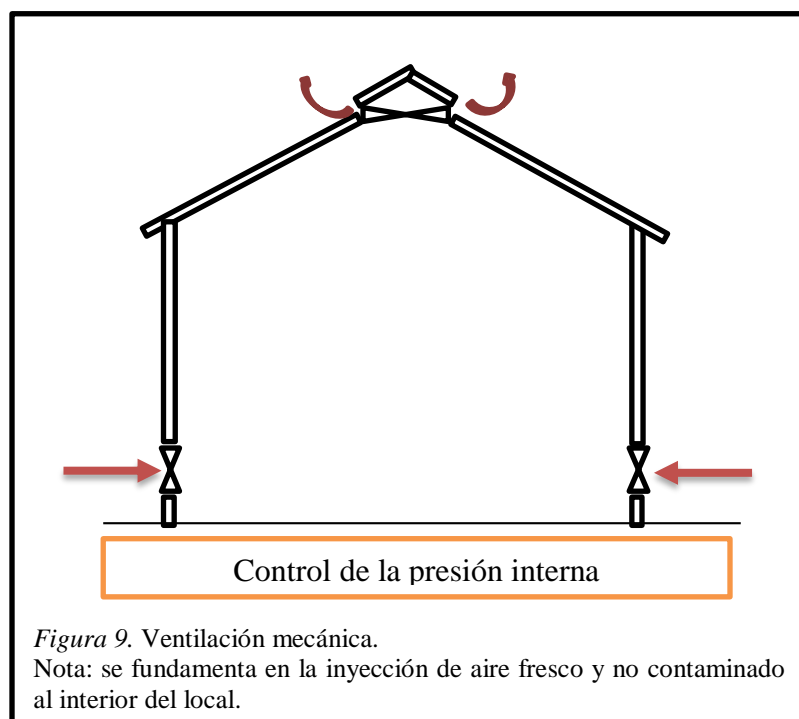 Control de la presión interna
Figura 9. Ventilación mecánica.
Nota: se fundamenta en la inyección de aire fresco y no contaminado
al interior del local.